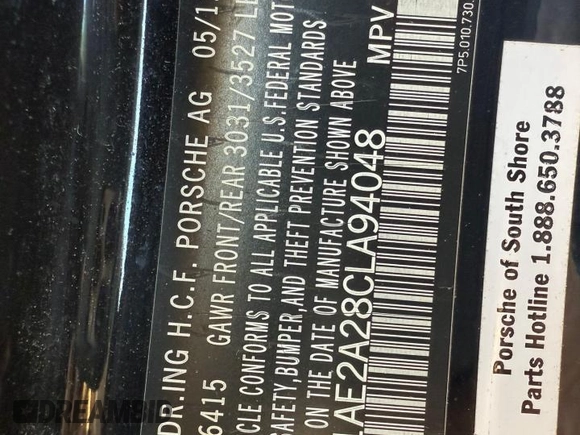 DR.ING H.C.F. PORSCHE AG 05/1
6415 GAWR FRONT/REAR 3031/3527 L
CLE CONFORMS TO ALL APPLICABLE U.S. FEDERAL MOT
SAFETY, BUMPER, AND THEFT PREVENTION STANDARDS
ON THE DATE OF MANUFACTURE SHOWN ABOVE
AE2A28CLA94048 MPV
7P5.010.730.
Porsche of South Shore
Parts Hotline 1.888.650.3788
DREAMBID